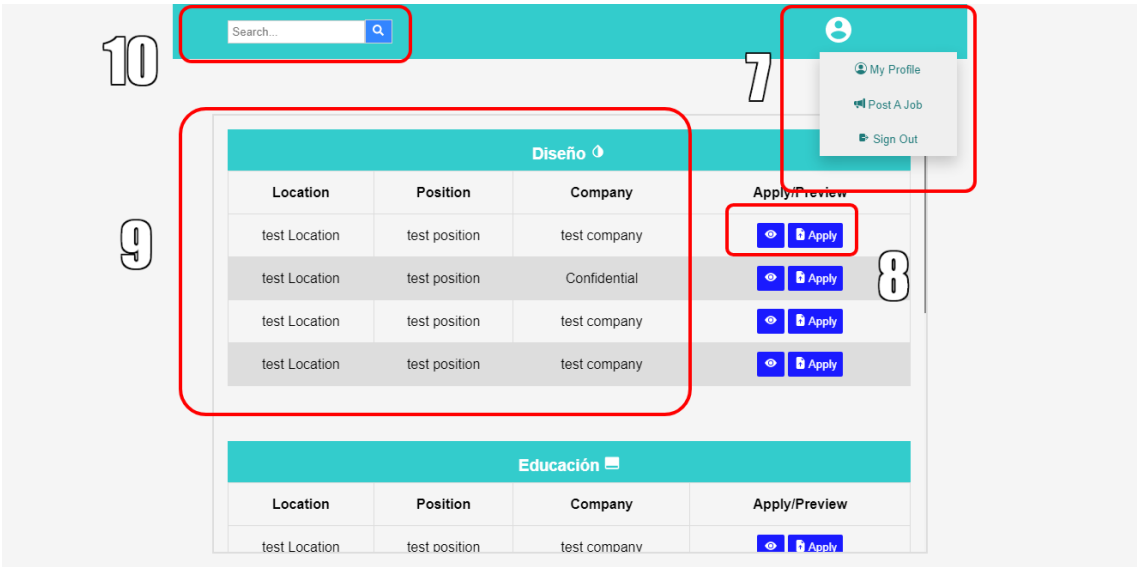 10
Search...
7
My Profile
Post A Job
Sign Out
Diseño
Location Position Company Apply/Preview
9
test Location test position test company Apply
8
test Location test position Confidential Apply
test Location test position test company Apply
test Location test position test company Apply
Educación
Location Position Company Apply/Preview
test Location test position test company Apply